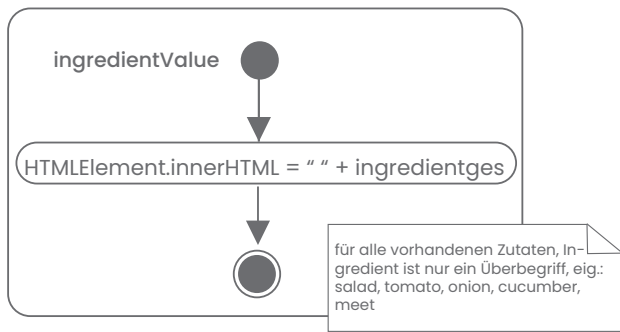 ingredientValue
HTMLElement.innerHTML = “ “ + ingredientges
für alle vorhandenen Zutaten, In-
gredient ist nur ein Überbegriff, eig.:
salad, tomato, onion, cucumber,
meet